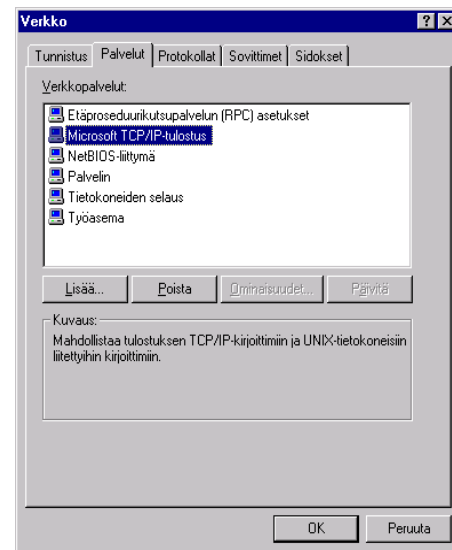 Verkko
Tunnistus Palvelut Protokollat Sovittimet Sidokset
Verkkopalvelut:
Etäproseduurikutsupalvelun (RPC) asetukset
Microsoft TCP/IP-tulostus
NetBIOS-liittymä
Palvelin
Tietokoneiden selaus
Työasema
Lisää... Poista Ominaisuudet... Päivitä
Kuvaus:
Mahdollistaa tulostuksen TCP/IP-kirjoittimiin ja UNIX-tietokoneisiin
liitettyihin kirjoittimiin.
OK Peruuta